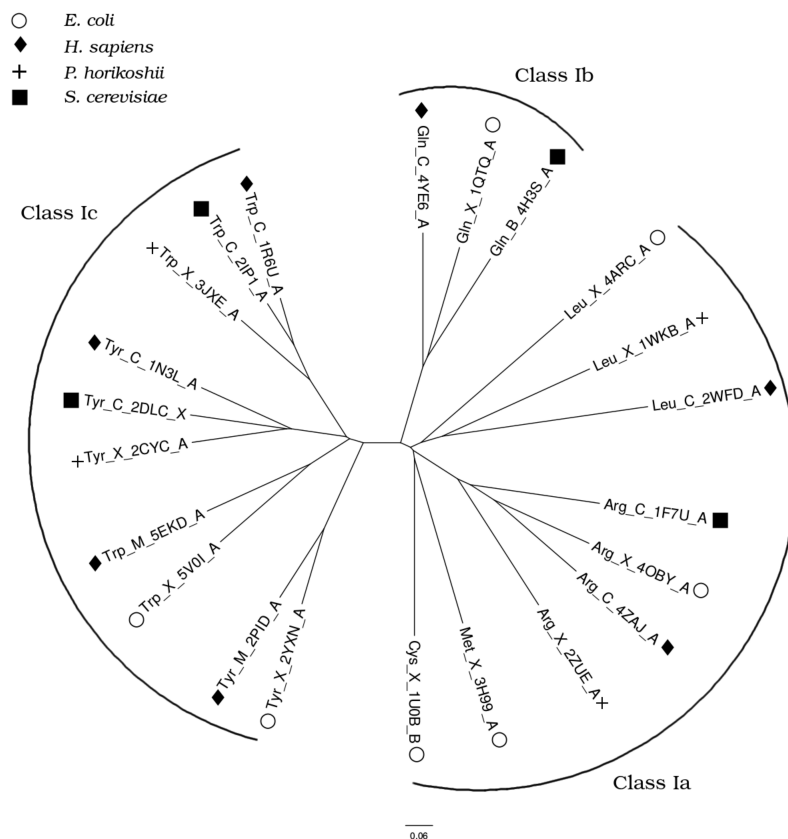 E. coli
H. sapiens
P. horikoshii
S. cerevisiae
Class Ib
Gln_C_4YE6_A
Gln_X_1QTQ_A
Gln_B_4H3S_A
Class Ic
Trp_C_1R6U_A
Trp_C_2IP1_A
Trp_X_3JXE_A
Tyr_C_1N3L_A
Tyr_C_2DLC_X
Tyr_X_2CYC_A
Trp_M_5EKD_A
Trp_X_5V0I_A
Tyr_M_2PID_A
Tyr_X_2YXN_A
Leu_X_4ARC_A
Leu_X_1WKB_A
Leu_C_2WFD_A
Arg_C_1F7U_A
Arg_X_4OBY_A
Arg_C_4ZAJ_A
Arg_X_2ZUE_A
Met_X_3H99_A
Cys_X_1U0B_B
Class Ia
0.06